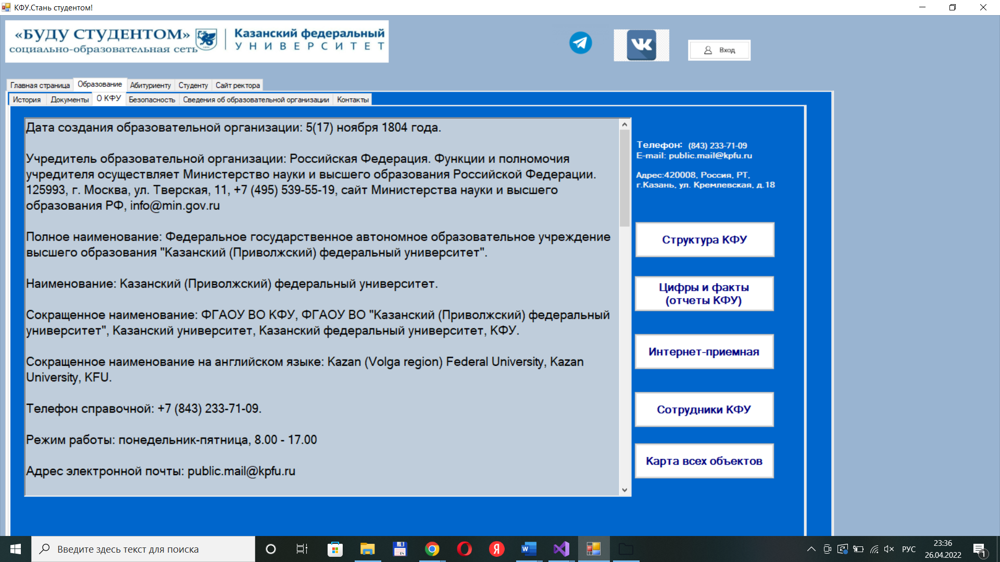 КФУ.Стань студентом!
«БУДУ СТУДЕНТОМ»
социально-образовательная сеть
Казанский федеральный
УНИВЕРСИТЕТ
Вход
Главная страница
Образование
Абитуриенту
Студенту
Сайт ректора
История
Документы
О КФУ
Безопасность
Сведения об образовательной организации
Контакты
Дата создания образовательной организации: 5(17) ноября 1804 года.
Учредитель образовательной организации: Российская Федерация. Функции и полномочия
учредителя осуществляет Министерство науки и высшего образования Российской Федерации.
125993, г. Москва, ул. Тверская, 11, +7 (495) 539-55-19, сайт Министерства науки и высшего
образования РФ, info@min.gov.ru
Полное наименование: Федеральное государственное автономное образовательное учреждение
высшего образования "Казанский (Приволжский) федеральный университет".
Наименование: Казанский (Приволжский) федеральный университет.
Сокращенное наименование: ФГАОУ ВО КФУ, ФГАОУ ВО "Казанский (Приволжский) федеральный
университет", Казанский университет, Казанский федеральный университет, КФУ.
Сокращенное наименование на английском языке: Kazan (Volga region) Federal University, Kazan
University, KFU.
Телефон справочной: +7 (843) 233-71-09.
Режим работы: понедельник-пятница, 8.00 - 17.00
Адрес электронной почты: public.mail@kpfu.ru
Телефон: (843) 233-71-09
E-mail: public.mail@kpfu.ru
Адрес:420008, Россия, РТ,
г.Казань, ул. Кремлевская, д.18
Структура КФУ
Цифры и факты
(отчеты КФУ)
Интернет-приемная
Сотрудники КФУ
Карта всех объектов
Введите здесь текст для поиска
РУС
23:36
26.04.2022
1